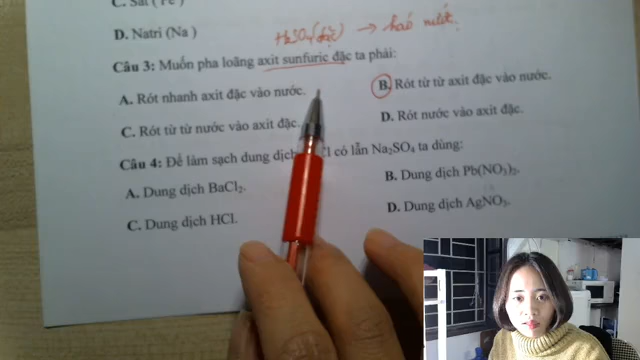 C. Sắt ( Fe )
D. Natri (Na )
H₂SO₄ (đặc) → háo nước.
Câu 3: Muốn pha loãng axit sunfuric đặc ta phải:
A. Rót nhanh axit đặc vào nước.
B. Rót từ từ axit đặc vào nước.
C. Rót từ từ nước vào axit đặc.
D. Rót nước vào axit đặc.
Câu 4: Để làm sạch dung dịch Cl có lẫn Na₂SO₄ ta dùng:
A. Dung dịch BaCl₂.
B. Dung dịch Pb(NO₃)₂.
C. Dung dịch HCl.
D. Dung dịch AgNO₃.